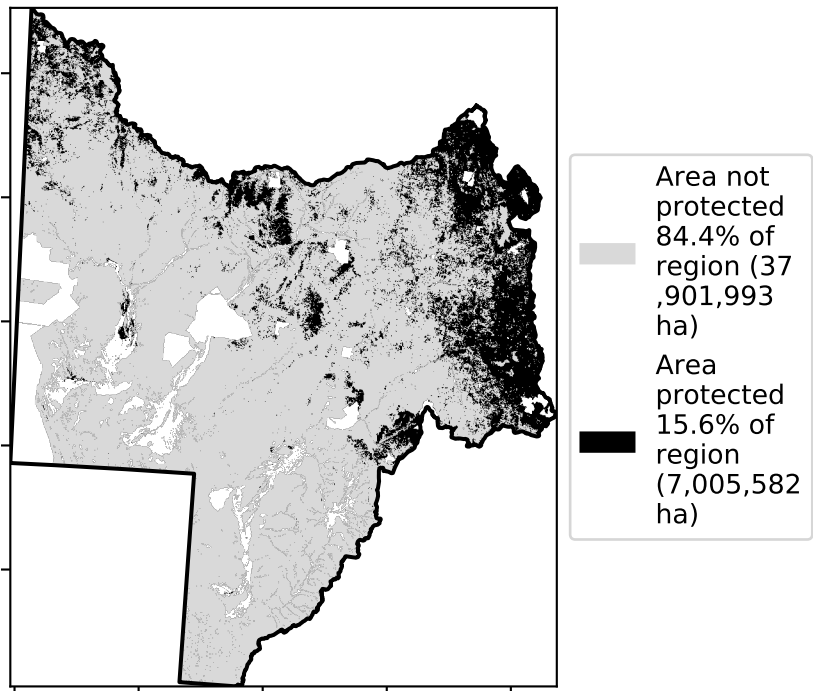 Area not
protected
84.4% of
region (37
,901,993
ha)
Area
protected
15.6% of
region
(7,005,582
ha)